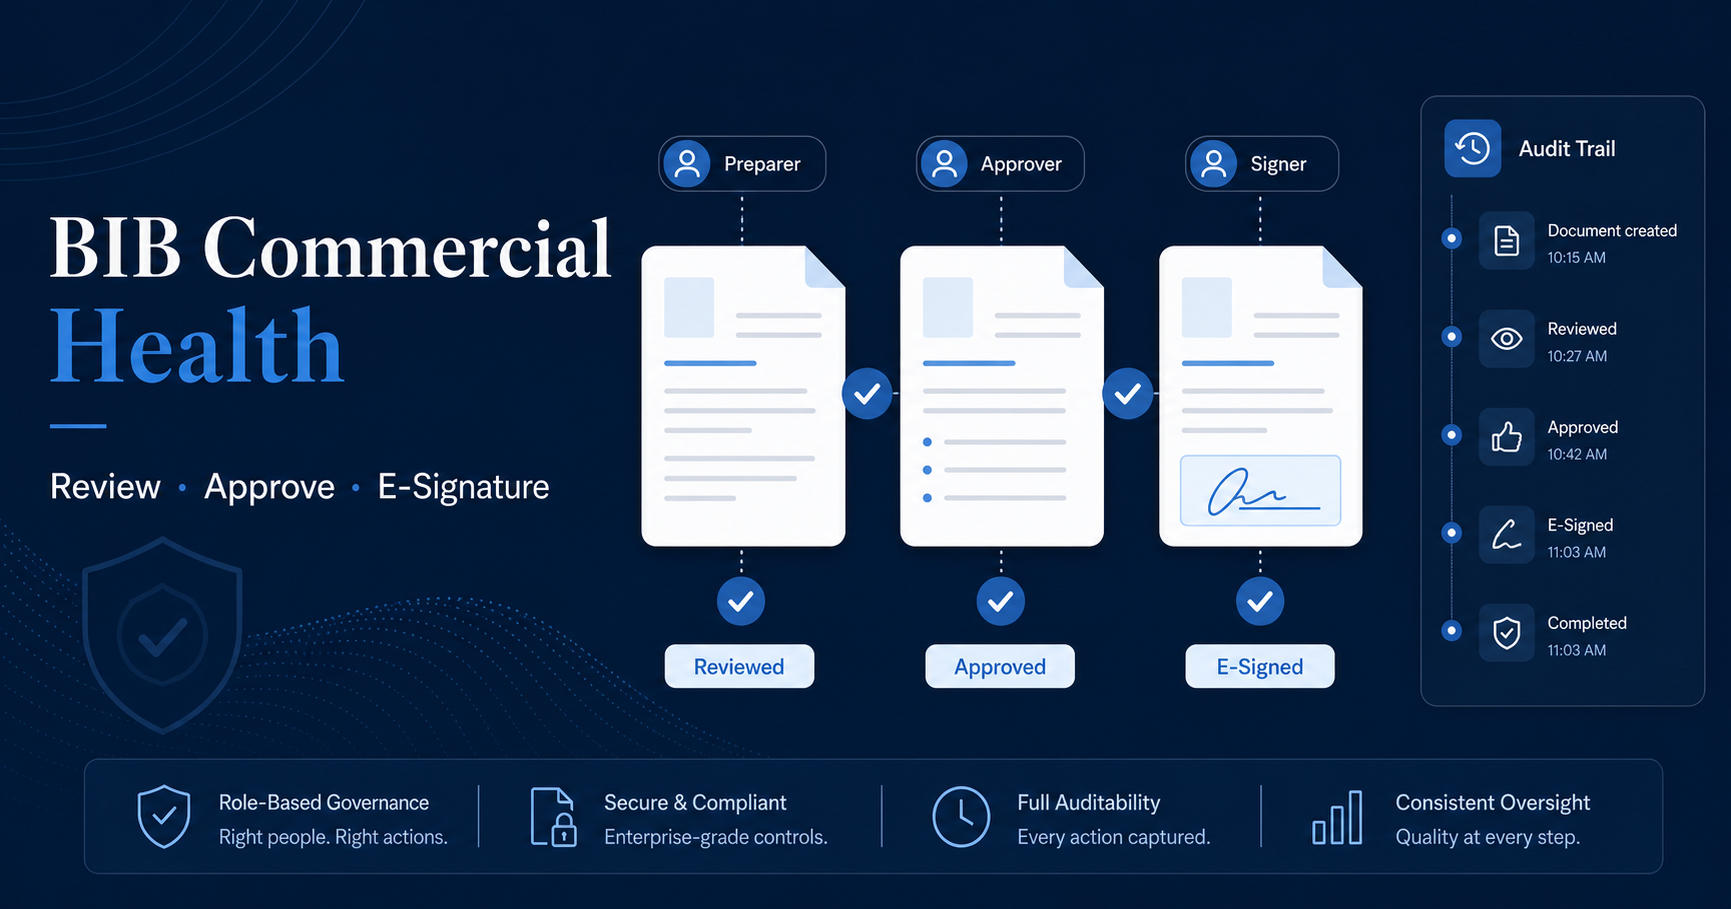 BIB Commercial
Health
Review • Approve • E-Signature
Preparer
Approver
Signer
Reviewed
Approved
E-Signed
Audit Trail
Document created
10:15 AM
Reviewed
10:27 AM
Approved
10:42 AM
E-Signed
11:03 AM
Completed
11:03 AM
Role-Based Governance
Right people. Right actions.
Secure & Compliant
Enterprise-grade controls.
Full Auditability
Every action captured.
Consistent Oversight
Quality at every step.